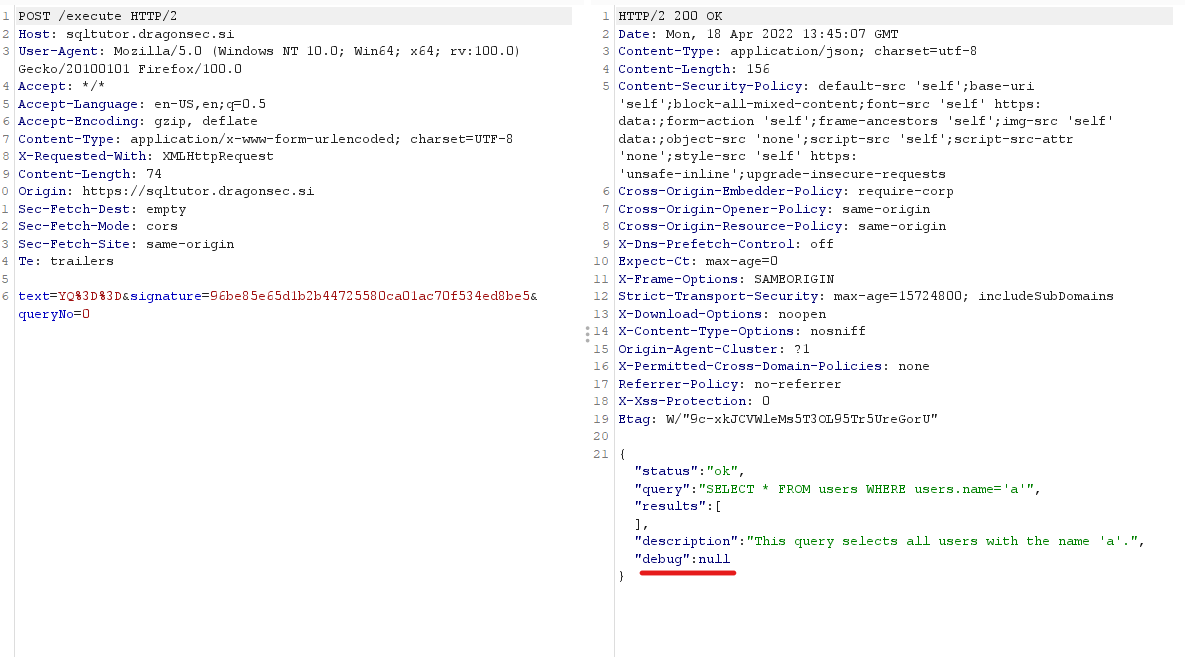 1 POST /execute HTTP/2
2 Host: sqltutor.dragonsec.si
3 User-Agent: Mozilla/5.0 (Windows NT 10.0; Win64; x64; rv:100.0)
Gecko/20100101 Firefox/100.0
4 Accept: */*
5 Accept-Language: en-US,en;q=0.5
6 Accept-Encoding: gzip, deflate
7 Content-Type: application/x-www-form-urlencoded; charset=UTF-8
8 X-Requested-With: XMLHttpRequest
9 Content-Length: 74
0 Origin: https://sqltutor.dragonsec.si
1 Sec-Fetch-Dest: empty
2 Sec-Fetch-Mode: cors
3 Sec-Fetch-Site: same-origin
4 Te: trailers
5
6 text=YQ%3D%3D&signature=96be85e65d1b2b44725580ca01ac70f534ed8be5&
queryNo=0
1 HTTP/2 200 OK
2 Date: Mon, 18 Apr 2022 13:45:07 GMT
3 Content-Type: application/json; charset=utf-8
4 Content-Length: 156
5 Content-Security-Policy: default-src 'self';base-uri
'self';block-all-mixed-content;font-src 'self' https:
data:;form-action 'self';frame-ancestors 'self';img-src 'self'
data:;object-src 'none';script-src 'self';script-src-attr
'none';style-src 'self' https:
'unsafe-inline';upgrade-insecure-requests
6 Cross-Origin-Embedder-Policy: require-corp
7 Cross-Origin-Opener-Policy: same-origin
8 Cross-Origin-Resource-Policy: same-origin
9 X-Dns-Prefetch-Control: off
10 Expect-Ct: max-age=0
11 X-Frame-Options: SAMEORIGIN
12 Strict-Transport-Security: max-age=15724800; includeSubDomains
13 X-Download-Options: noopen
14 X-Content-Type-Options: nosniff
15 Origin-Agent-Cluster: ?1
16 X-Permitted-Cross-Domain-Policies: none
17 Referrer-Policy: no-referrer
18 X-Xss-Protection: 0
19 Etag: W/"9c-xkJCVWleMs5T3OL95Tr5UreGorU"
20
21 {
"status":"ok",
"query":"SELECT * FROM users WHERE users.name='a'",
"results":[
],
"description":"This query selects all users with the name 'a'.",
"debug":null
}